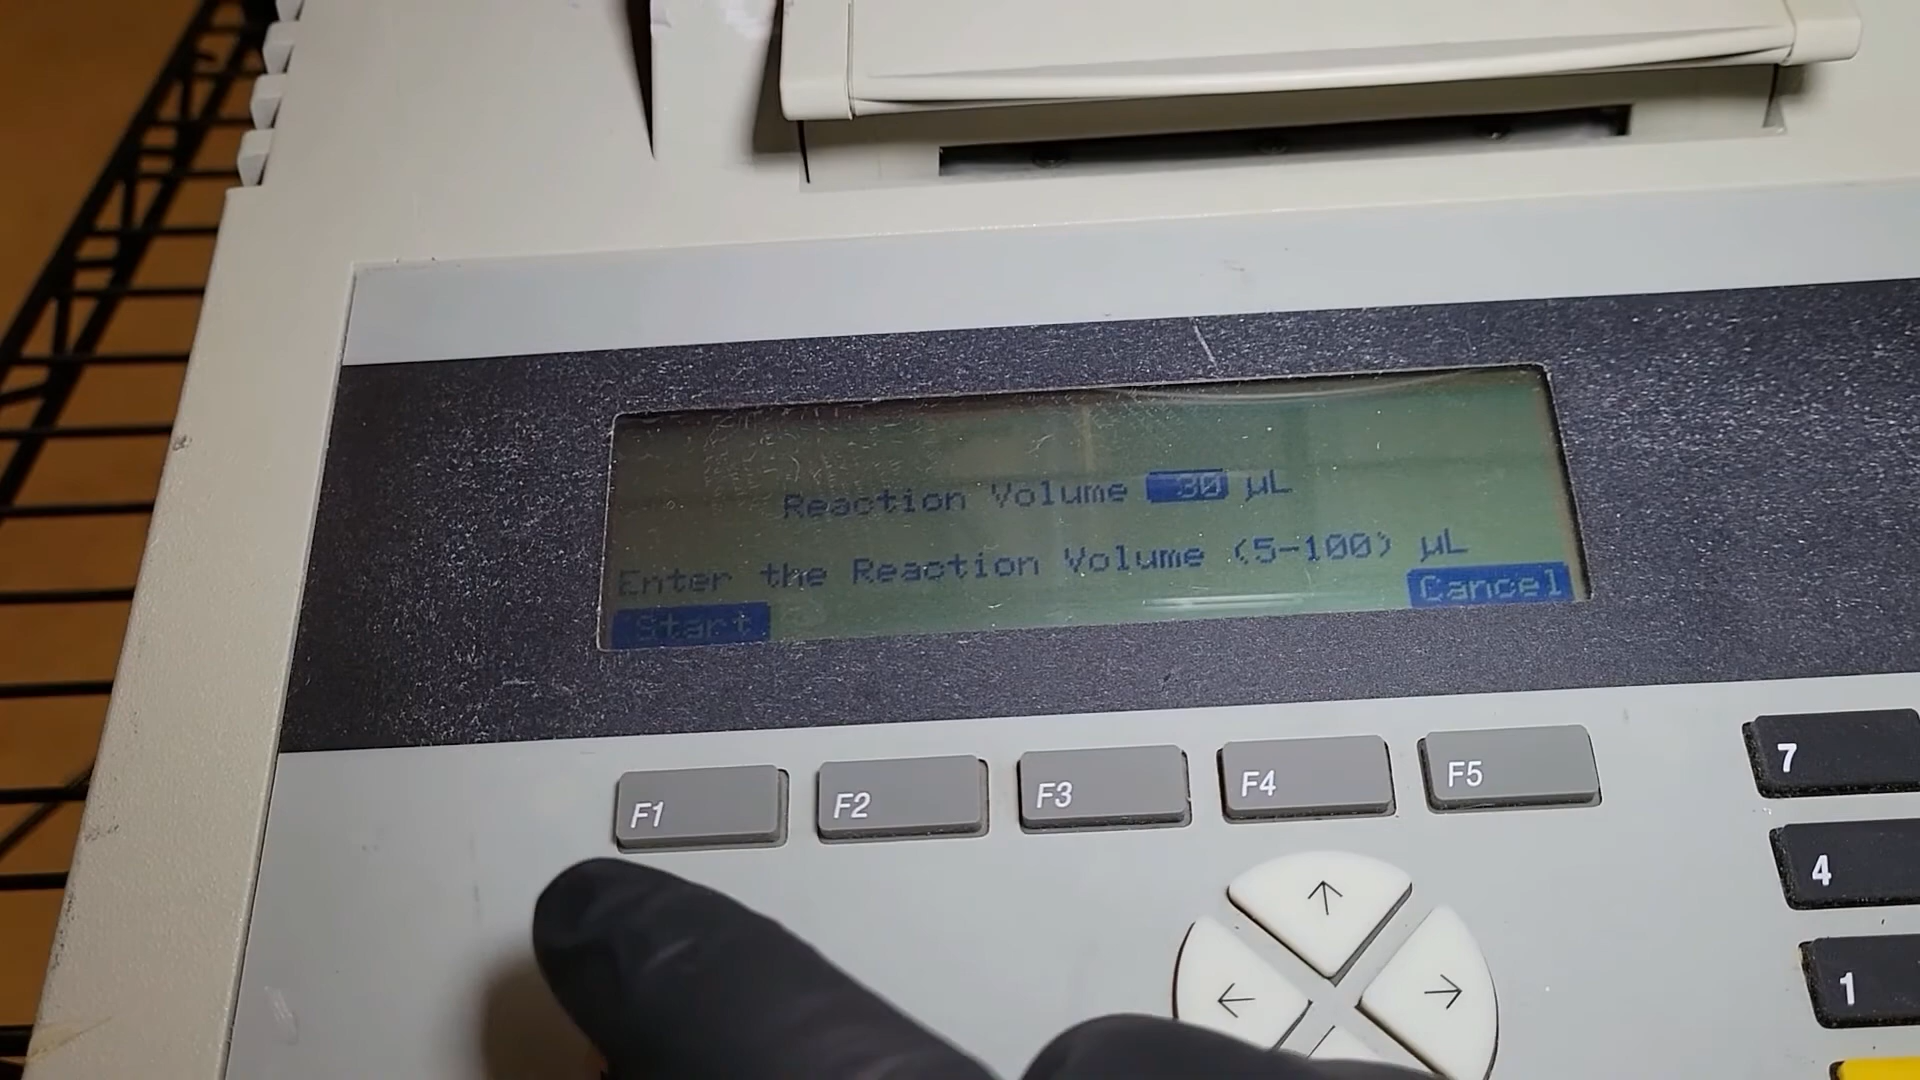 Reaction Volume 30 µL
Enter the Reaction Volume (5-100) µL
Start Cancel
F1 F2 F3 F4 F5
7
4
1